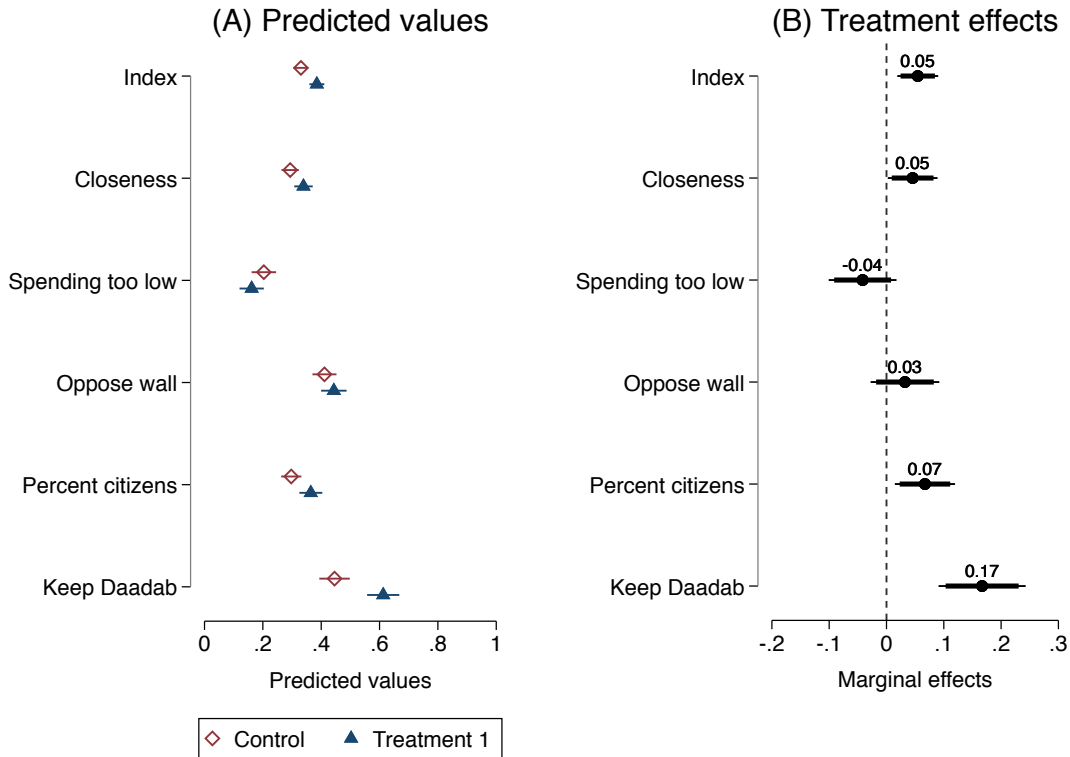 (A) Predicted values
Index
Closeness
Spending too low
Oppose wall
Percent citizens
Keep Daadab
0 .2 .4 .6 .8 1
Predicted values
Control Treatment 1
(B) Treatment effects
Index
0.05
Closeness
0.05
Spending too low
-0.04
Oppose wall
0.03
Percent citizens
0.07
Keep Daadab
0.17
-.2 -.1 0 .1 .2 .3
Marginal effects